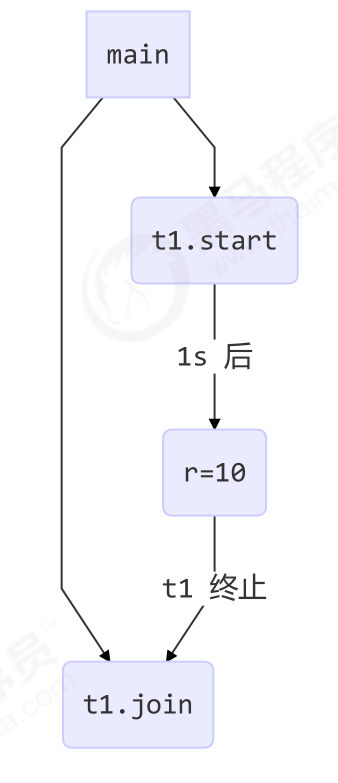 main
t1.start
1s 后
r=10
t1 终止
t1.join